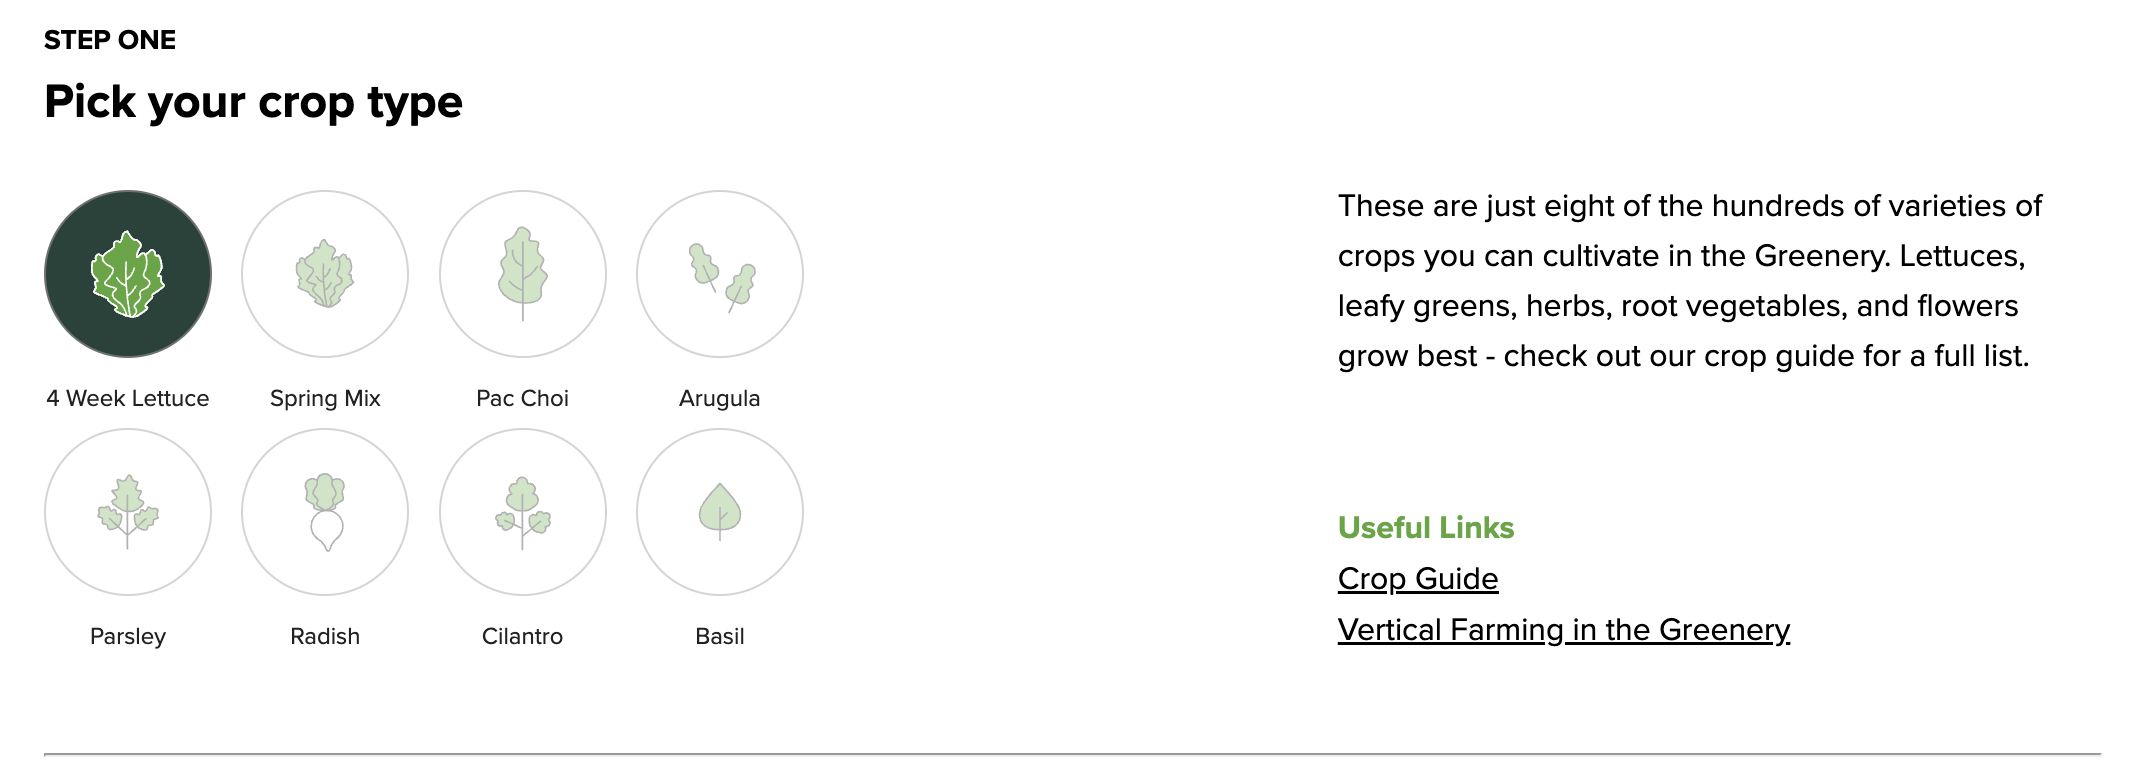 STEP ONE
Pick your crop type
4 Week Lettuce
Spring Mix
Pac Choi
Arugula
Parsley
Radish
Cilantro
Basil
These are just eight of the hundreds of varieties of
crops you can cultivate in the Greenery. Lettuces,
leafy greens, herbs, root vegetables, and flowers
grow best - check out our crop guide for a full list.
Useful Links
Crop Guide
Vertical Farming in the Greenery